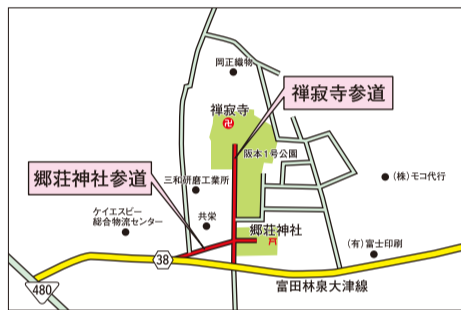 岡正織物
禅寂寺参道
禅寂寺
卍
阪本1号公園
郷荘神社参道
三和研磨工業所
(株)モコ代行
ケイエスピー
総合物流センター
共栄
郷荘神社
38
(有)富士印刷
480
富田林泉大津線